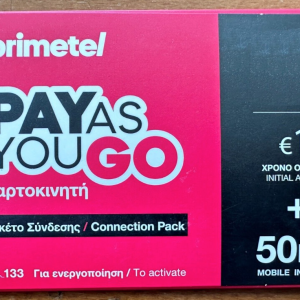 primetel
PAY AS
YOU GO
αρτοκινητή
κέτο Σύνδεσης / Connection Pack
.133 Για ενεργοποίηση / To activate
€
ΧΡΟΝΟ Ο
INITIAL A
+
50
MOBILE IN